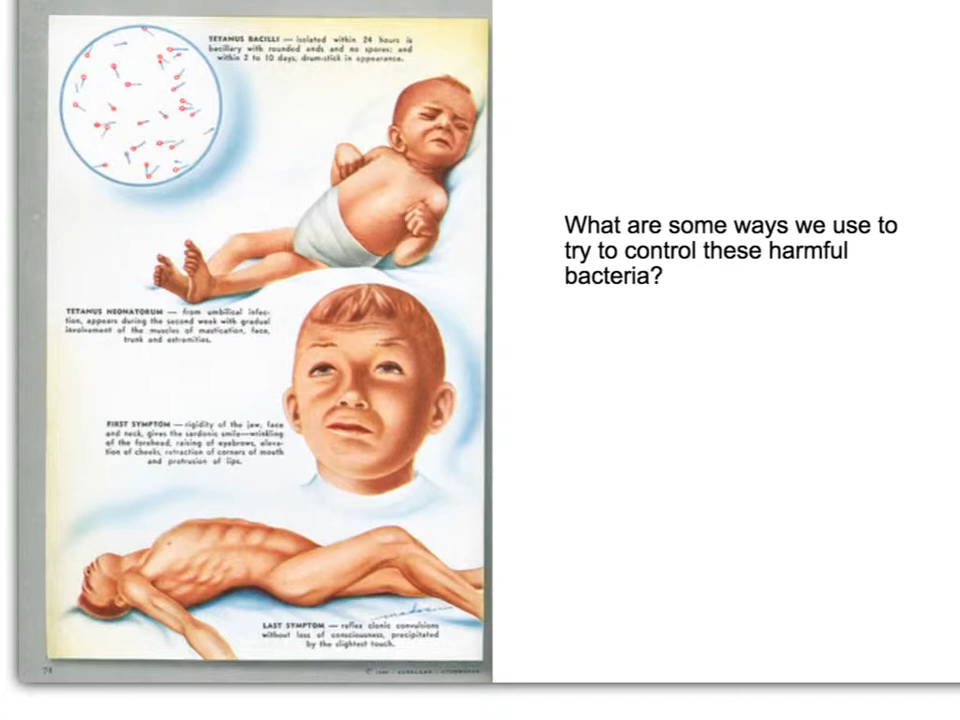 TETANUS BACILLI — isolated within 24 hours is
bacillary with rounded ends and no spores; and
within 2 to 10 days, drum-stick in appearance.
What are some ways we use to
try to control these harmful
bacteria?
TETANUS NEONATORUM — from umbilical infec-
tion, appears during the second week with gradual
involvement of the muscles of mastication, face,
trunk and extremities.
FIRST SYMPTOM — rigidity of the jaw, face
and neck, gives the sardonic smile—wrinkling
of the forehead, raising of eyebrows, eleva-
tion of cheeks, retraction of corners of mouth
and protrusion of lips.
LAST SYMPTOM — reflex clonic convulsions
without loss of consciousness, precipitated
by the slightest touch.
74